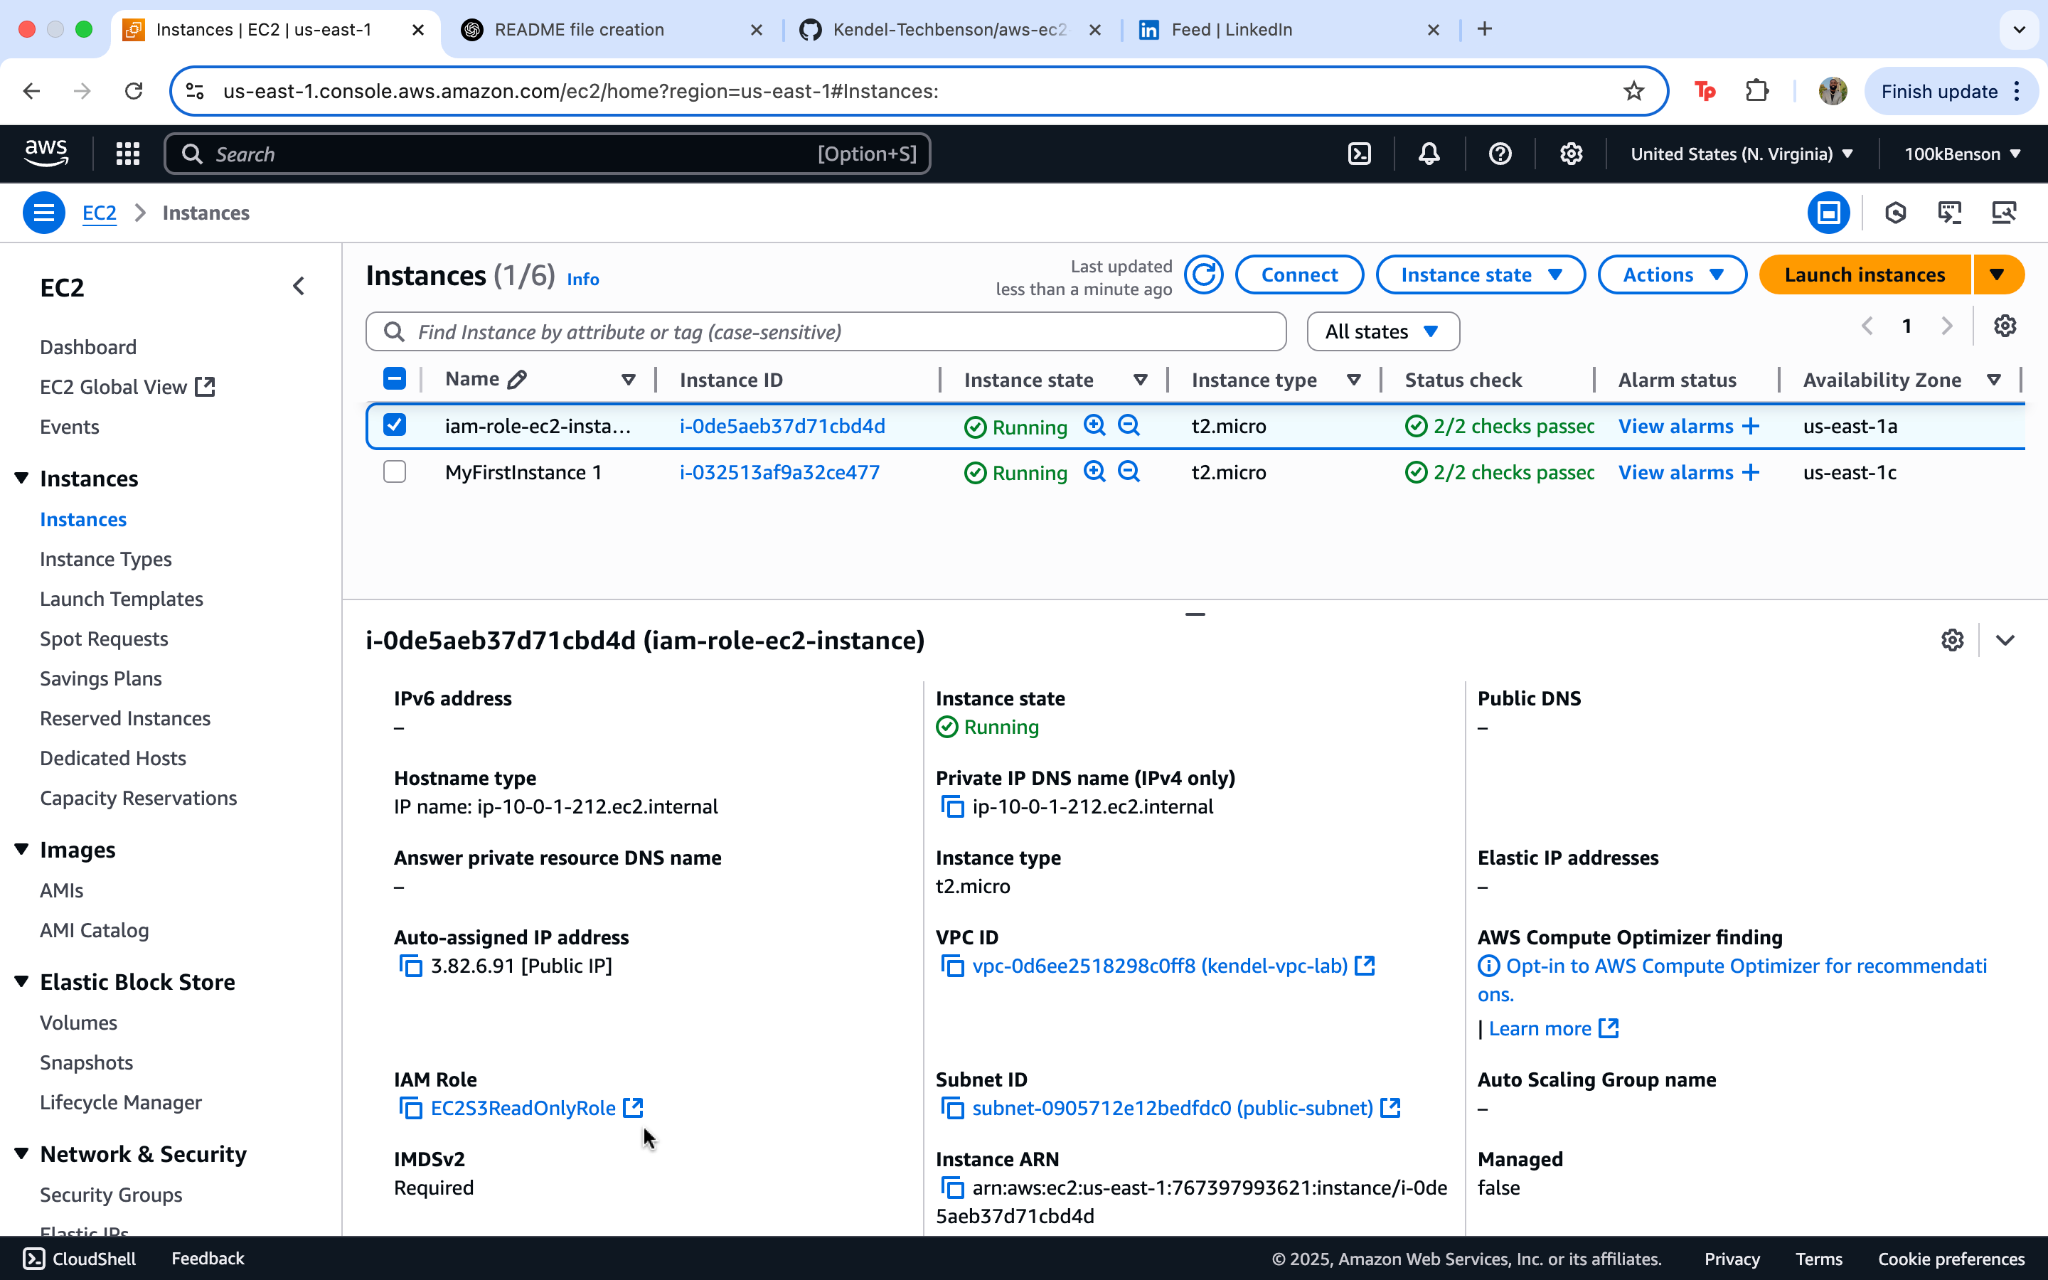 Instances | EC2 | us-east-1
README file creation
Kendel-Techbenson/aws-ec2
Feed | LinkedIn
us-east-1.console.aws.amazon.com/ec2/home?region=us-east-1#Instances:
Tp
Finish update
aws
Search
[Option+S]
United States (N. Virginia)
100kBenson
EC2
Instances
EC2
Dashboard
EC2 Global View
Events
Instances
Instances
Instance Types
Launch Templates
Spot Requests
Savings Plans
Reserved Instances
Dedicated Hosts
Capacity Reservations
Images
AMIs
AMI Catalog
Elastic Block Store
Volumes
Snapshots
Lifecycle Manager
Network & Security
Security Groups
Elastic IPs
Instances (1/6) Info
Last updated
less than a minute ago
Connect
Instance state
Actions
Launch instances
Find Instance by attribute or tag (case-sensitive)
All states
1
Name Instance ID Instance state Instance type Status check Alarm status Availability Zone
iam-role-ec2-insta… i-0de5aeb37d71cbd4d Running t2.micro 2/2 checks passec View alarms + us-east-1a
MyFirstInstance 1 i-032513af9a32ce477 Running t2.micro 2/2 checks passec View alarms + us-east-1c
i-0de5aeb37d71cbd4d (iam-role-ec2-instance)
IPv6 address
–
Instance state
Running
Public DNS
–
Hostname type
IP name: ip-10-0-1-212.ec2.internal
Private IP DNS name (IPv4 only)
ip-10-0-1-212.ec2.internal
Answer private resource DNS name
–
Instance type
t2.micro
Elastic IP addresses
–
Auto-assigned IP address
3.82.6.91 [Public IP]
VPC ID
vpc-0d6ee2518298c0ff8 (kendel-vpc-lab)
AWS Compute Optimizer finding
Opt-in to AWS Compute Optimizer for recommendati
ons.
| Learn more
IAM Role
EC2S3ReadOnlyRole
Subnet ID
subnet-0905712e12bedfdc0 (public-subnet)
Auto Scaling Group name
–
IMDSv2
Required
Instance ARN
arn:aws:ec2:us-east-1:767397993621:instance/i-0de
5aeb37d71cbd4d
Managed
false
CloudShell
Feedback
© 2025, Amazon Web Services, Inc. or its affiliates.
Privacy
Terms
Cookie preferences